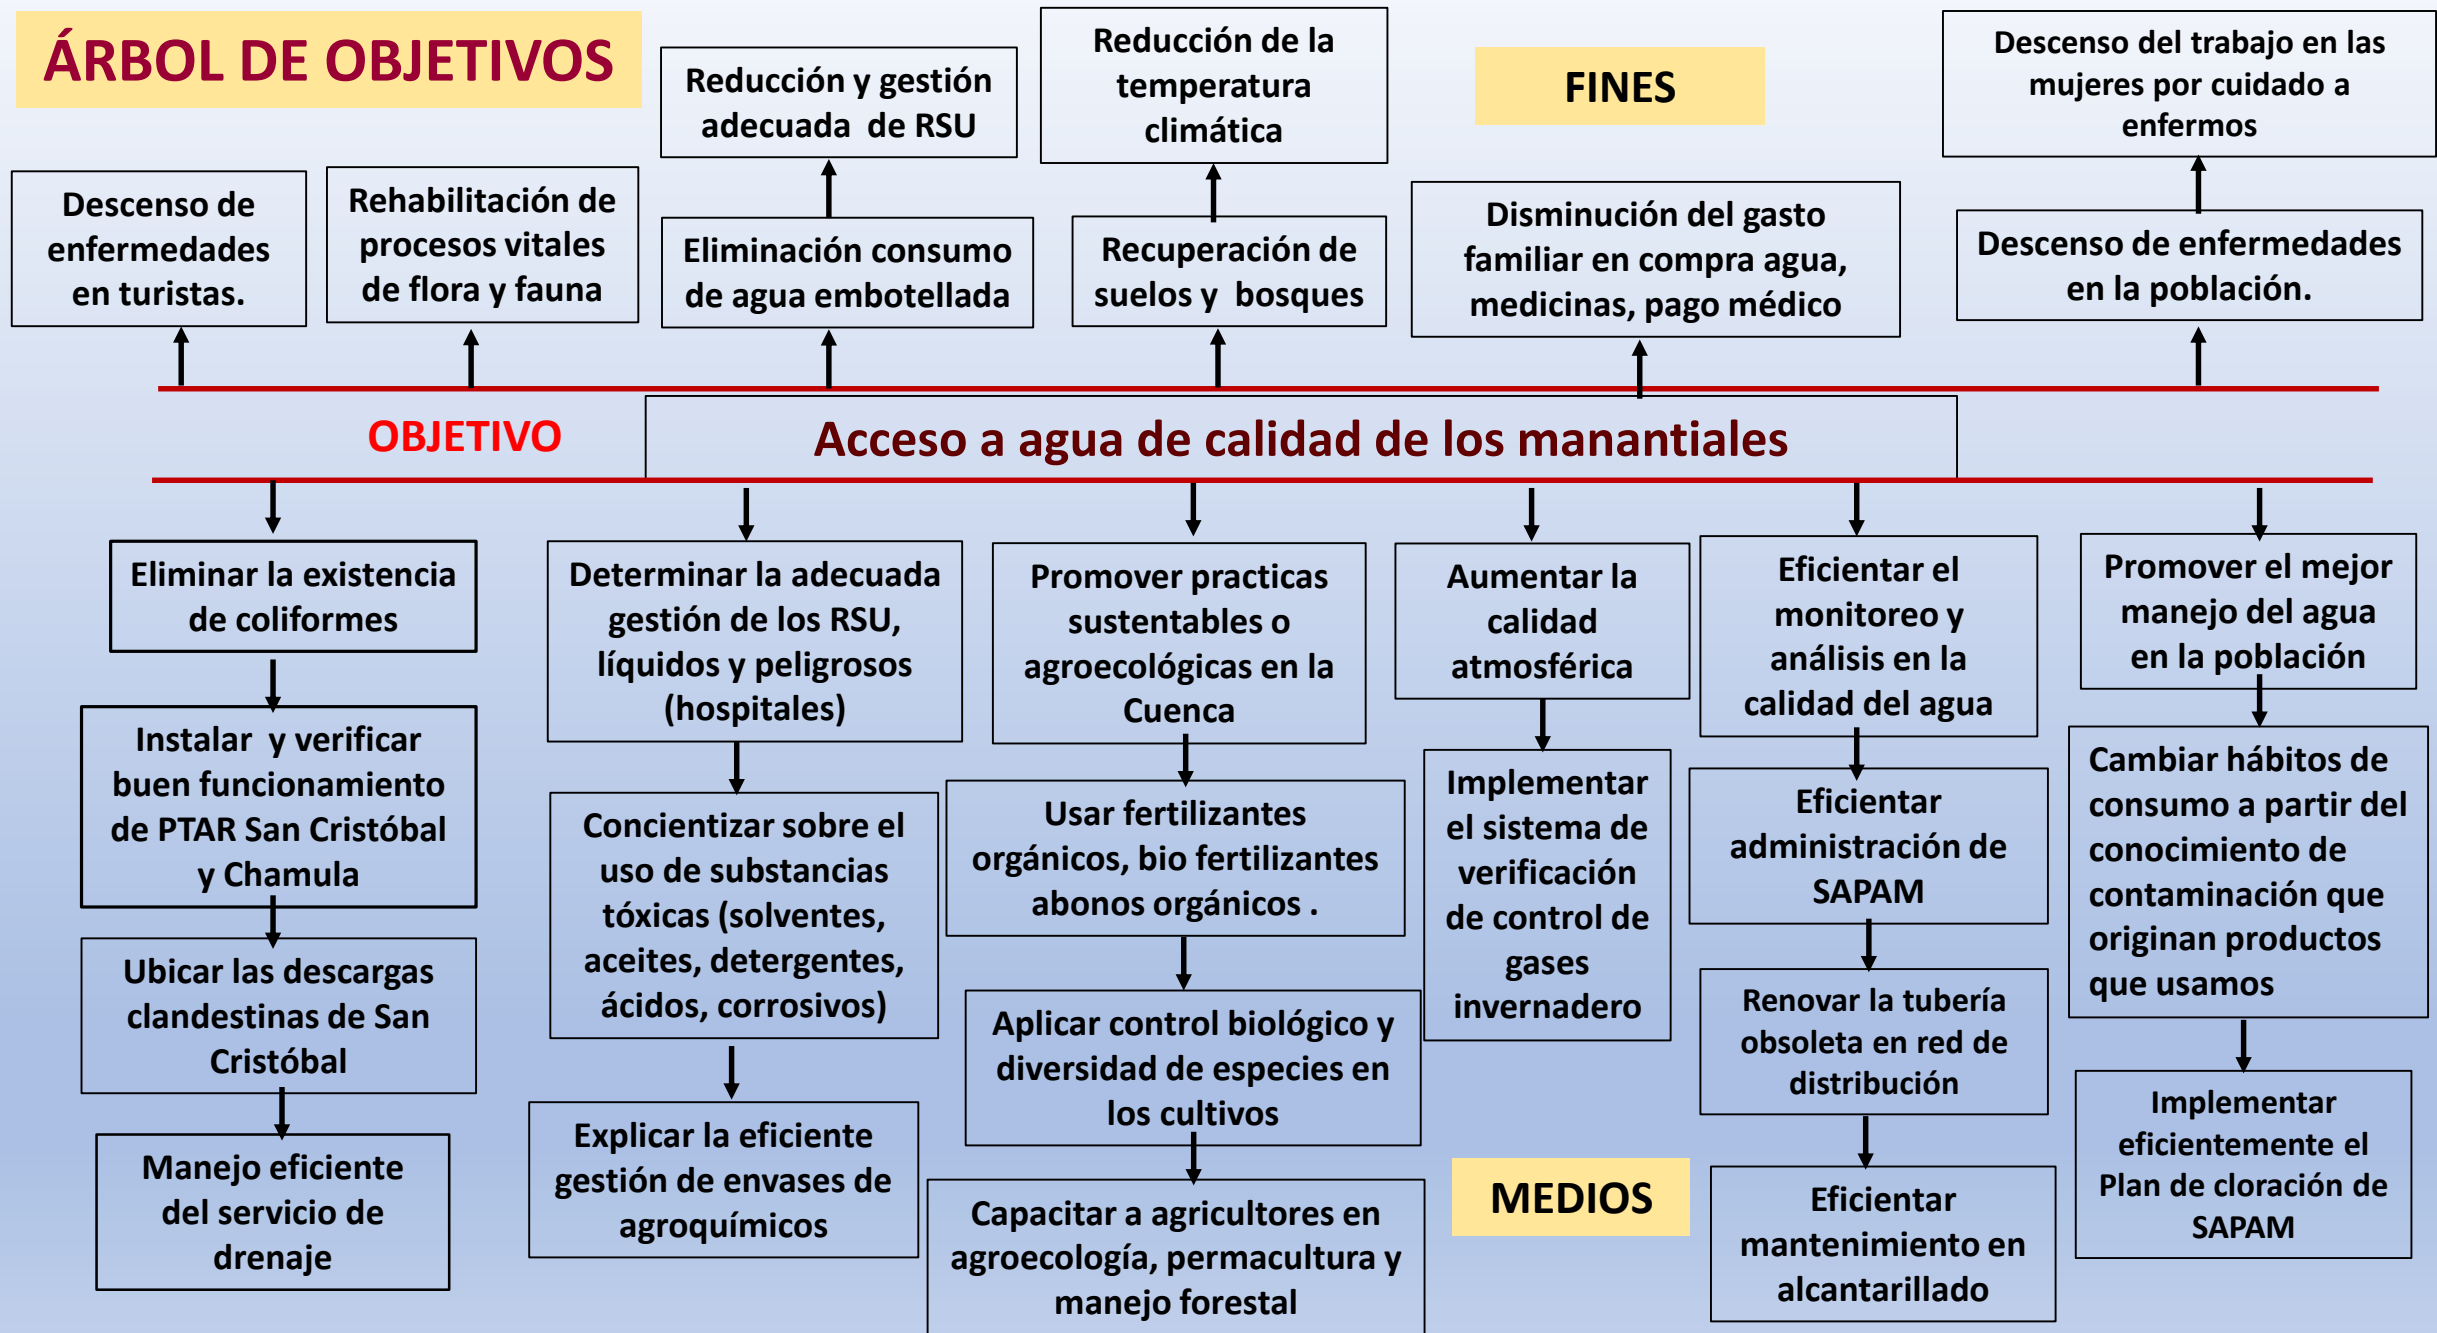 ÁRBOL DE OBJETIVOS
Reducción y gestión
adecuada de RSU
Reducción de la
temperatura
climática
FINES
Descenso del trabajo en las
mujeres por cuidado a
enfermos
Descenso de
enfermedades
en turistas.
Rehabilitación de
procesos vitales
de flora y fauna
Eliminación consumo
de agua embotellada
Recuperación de
suelos y bosques
Disminución del gasto
familiar en compra agua,
medicinas, pago médico
Descenso de enfermedades
en la población.
OBJETIVO
Acceso a agua de calidad de los manantiales
Eliminar la existencia
de coliformes
Instalar y verificar
buen funcionamiento
de PTAR San Cristóbal
y Chamula
Ubicar las descargas
clandestinas de San
Cristóbal
Manejo eficiente
del servicio de
drenaje
Determinar la adecuada
gestión de los RSU,
líquidos y peligrosos
(hospitales)
Concientizar sobre el
uso de substancias
tóxicas (solventes,
aceites, detergentes,
ácidos, corrosivos)
Explicar la eficiente
gestión de envases de
agroquímicos
Promover practicas
sustentables o
agroecológicas en la
Cuenca
Usar fertilizantes
orgánicos, bio fertilizantes
abonos orgánicos .
Aplicar control biológico y
diversidad de especies en
los cultivos
Capacitar a agricultores en
agroecología, permacultura y
manejo forestal
Aumentar la
calidad
atmosférica
Implementar
el sistema de
verificación
de control de
gases
invernadero
MEDIOS
Eficientar el
monitoreo y
análisis en la
calidad del agua
Eficientar
administración de
SAPAM
Renovar la tubería
obsoleta en red de
distribución
Eficientar
mantenimiento en
alcantarillado
Promover el mejor
manejo del agua
en la población
Cambiar hábitos de
consumo a partir del
conocimiento de
contaminación que
originan productos
que usamos
Implementar
eficientemente el
Plan de cloración de
SAPAM